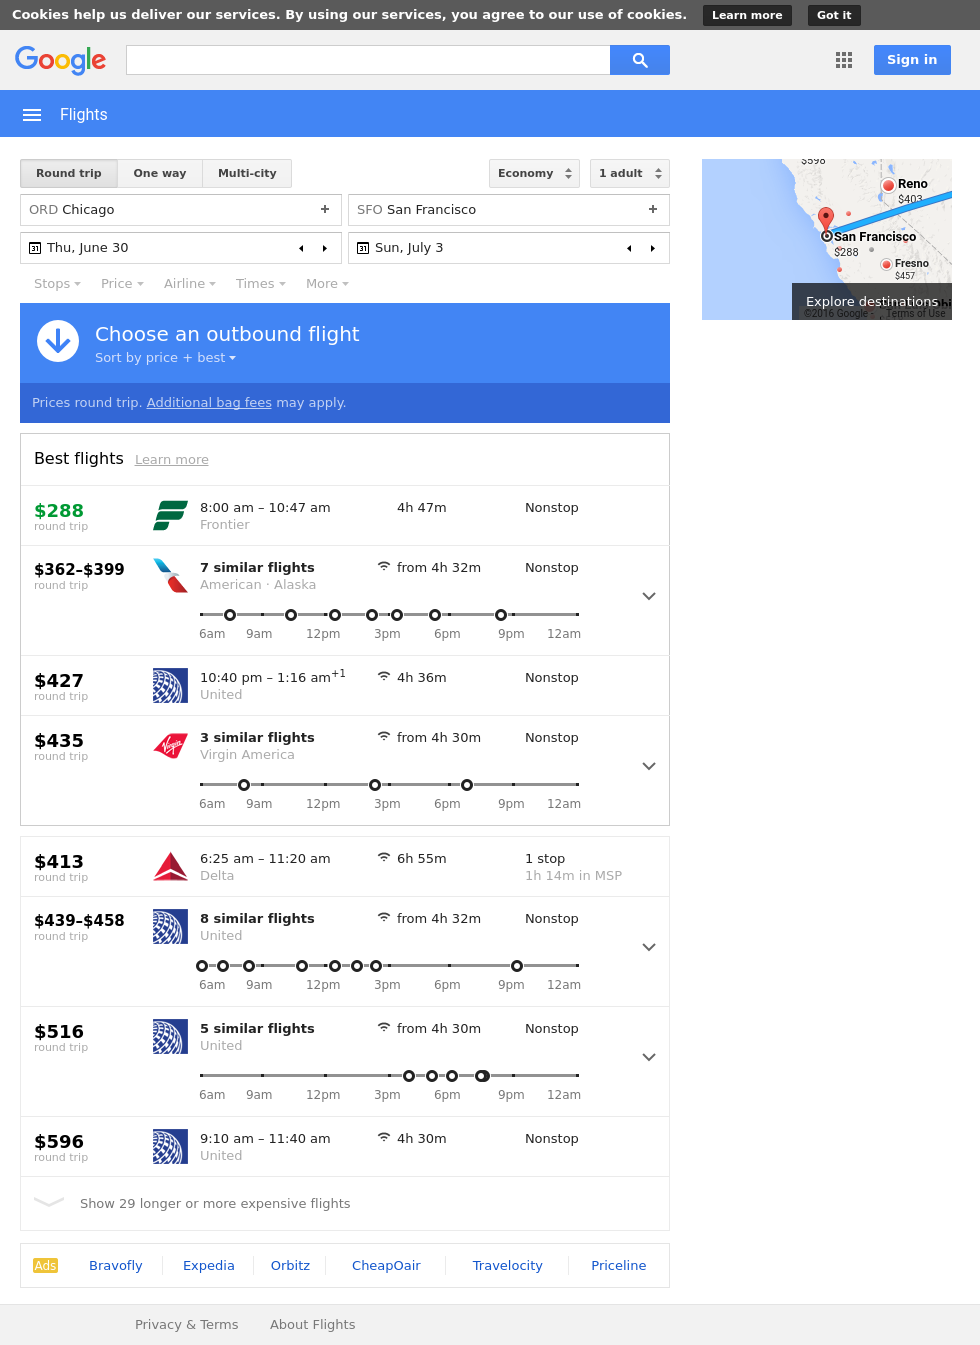 Cookies help us deliver our services. By using our services, you agree to our use of cookies. Learn more Got it
Google Sign in
Flights
Round trip One way Multi-city Economy 1 adult
ORD Chicago + SFO San Francisco +
31 Thu, June 30 31 Sun, July 3
Stops Price Airline Times More
Choose an outbound flight
Sort by price + best
Prices round trip. Additional bag fees may apply.
Best flights Learn more
$288 8:00 am – 10:47 am 4h 47m Nonstop
round trip Frontier
$362–$399 7 similar flights from 4h 32m Nonstop
round trip American · Alaska
6am 9am 12pm 3pm 6pm 9pm 12am
$427 10:40 pm – 1:16 am+1 4h 36m Nonstop
round trip United
$435 Virgin 3 similar flights from 4h 30m Nonstop
round trip Virgin America
6am 9am 12pm 3pm 6pm 9pm 12am
$413 6:25 am – 11:20 am 6h 55m 1 stop
round trip Delta 1h 14m in MSP
$439–$458 8 similar flights from 4h 32m Nonstop
round trip United
6am 9am 12pm 3pm 6pm 9pm 12am
$516 5 similar flights from 4h 30m Nonstop
round trip United
6am 9am 12pm 3pm 6pm 9pm 12am
$596 9:10 am – 11:40 am 4h 30m Nonstop
round trip United
Show 29 longer or more expensive flights
Ads Bravofly Expedia Orbitz CheapOair Travelocity Priceline
Privacy & Terms About Flights
$598
Reno
$403
San Francisco
$288
Fresno
$457
Explore destinations
©2016 Google Terms of Use